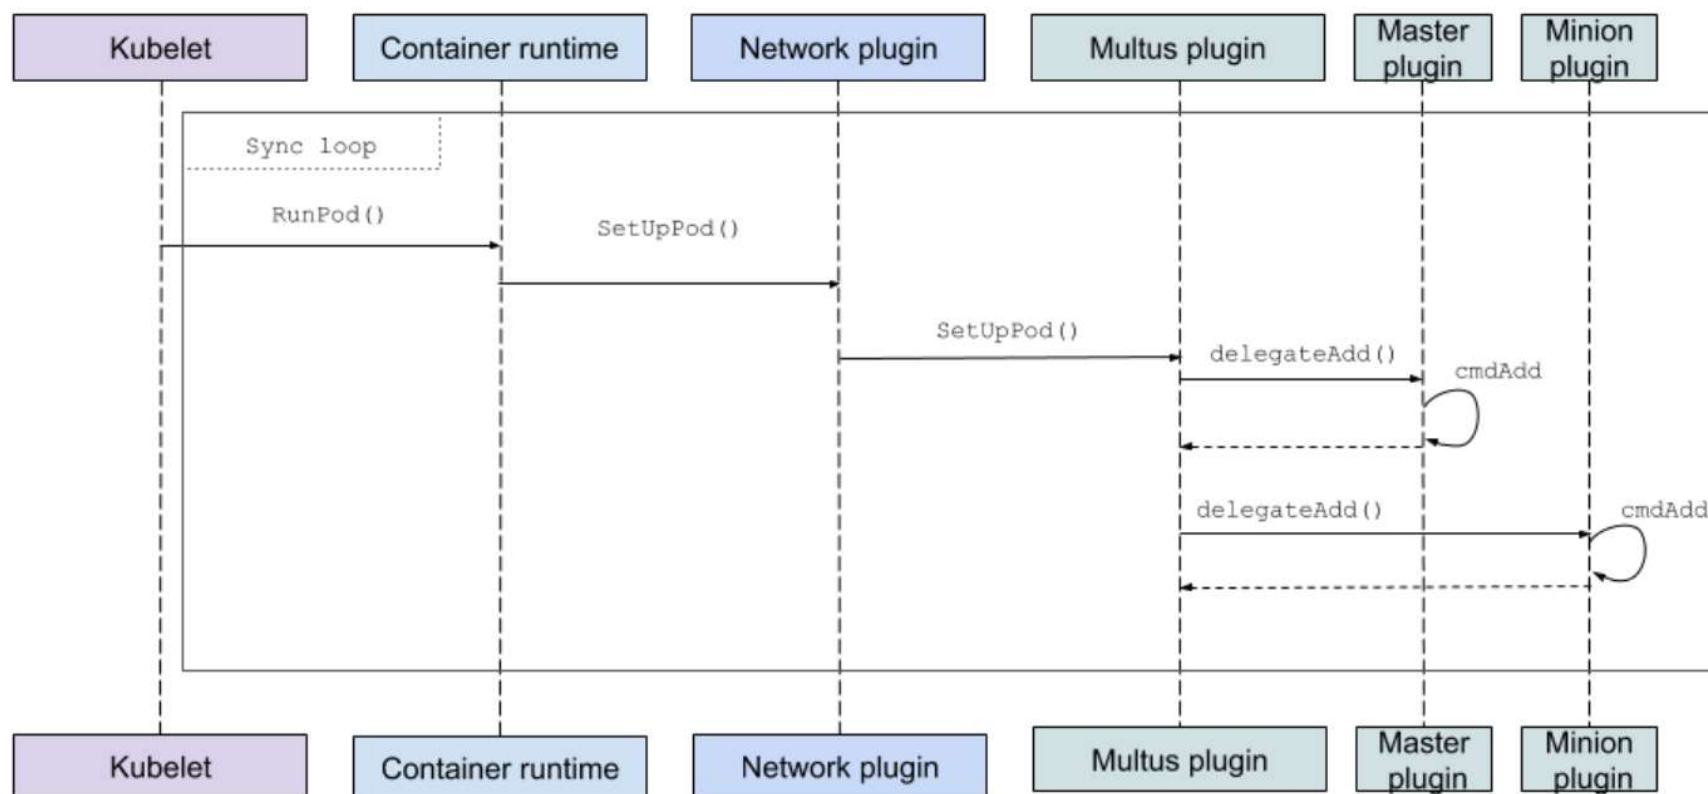 Kubelet
Container runtime
Network plugin
Multus plugin
Master
plugin
Minion
plugin
Sync loop
RunPod()
SetUpPod()
SetUpPod()
delegateAdd()
cmdAdd
delegateAdd()
cmdAdd
Kubelet
Container runtime
Network plugin
Multus plugin
Master
plugin
Minion
plugin